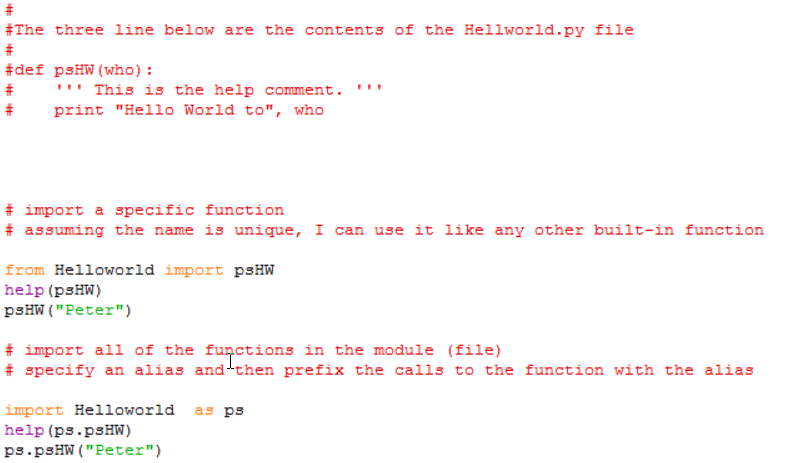 #
#The three line below are the contents of the Hellworld.py file
#
#def psHW(who):
#    ''' This is the help comment. '''
#    print "Hello World to", who
# import a specific function
# assuming the name is unique, I can use it like any other built-in function
from Helloworld import psHW
help(psHW)
psHW("Peter")
# import all of the functions in the module (file)
# specify an alias and then prefix the calls to the function with the alias
import Helloworld  as ps
help(ps.psHW)
ps.psHW("Peter")